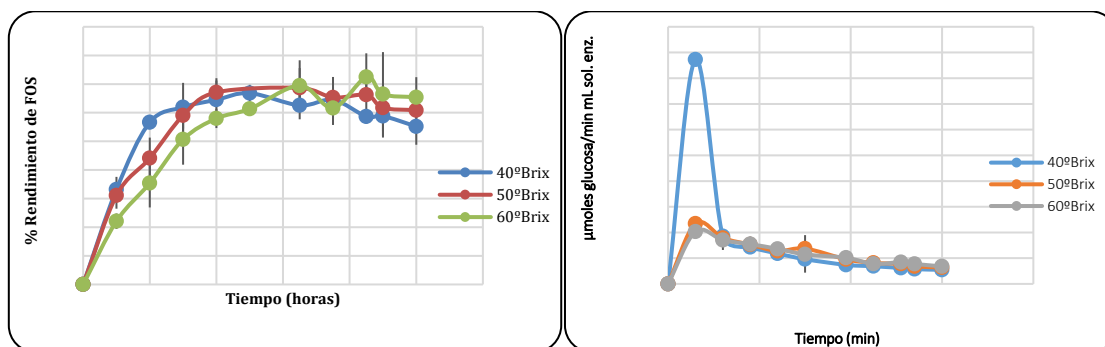 % Rendimiento de FOS
40ºBrix
50ºBrix
60ºBrix
Tiempo (horas)
µmoles glucosa/min mL sol. enz.
40ºBrix
50ºBrix
60ºBrix
Tiempo (min)